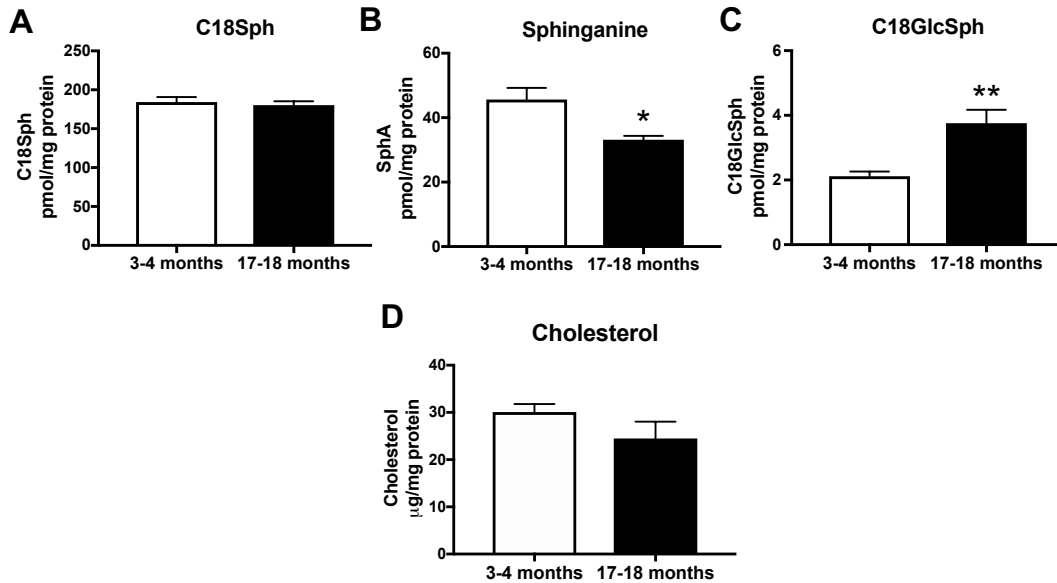 A
C18Sph
C18Sph
pmol/mg protein
250
200
150
100
50
0
3-4 months
17-18 months
B
Sphinganine
SphA
pmol/mg protein
60
40
20
0
*
3-4 months
17-18 months
C
C18GlcSph
C18GlcSph
pmol/mg protein
6
4
2
0
**
3-4 months
17-18 months
D
Cholesterol
Cholesterol
μg/mg protein
40
30
20
10
0
3-4 months
17-18 months